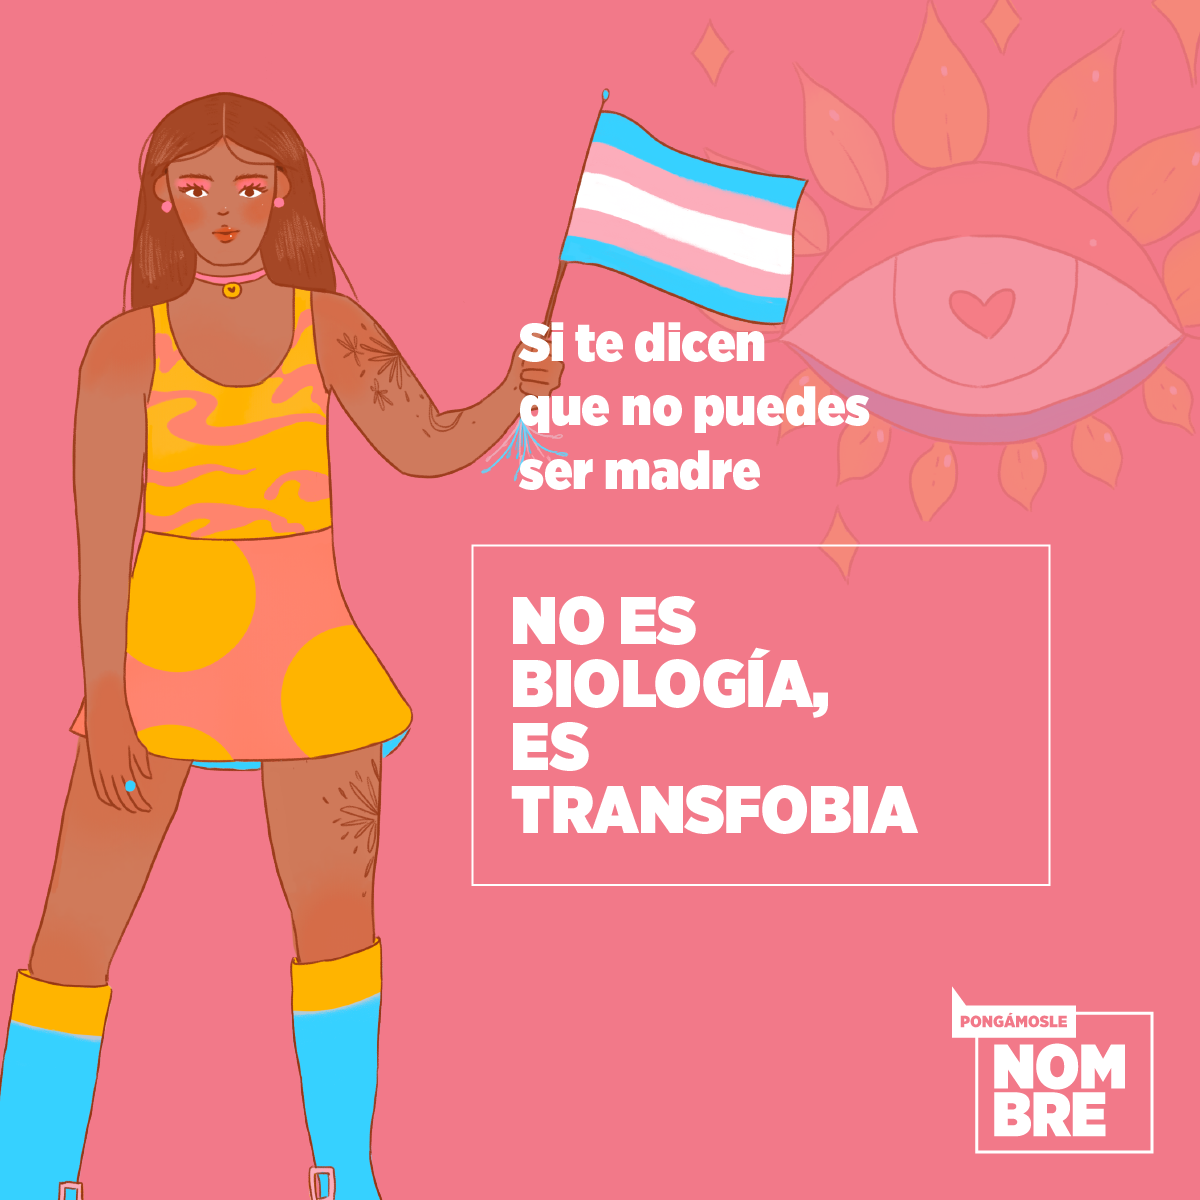 Si te dicen
que no puedes
ser madre
NO ES
BIOLOGÍA,
ES
TRANSFOBIA
PONGÁMOSLE
NOM
BRE